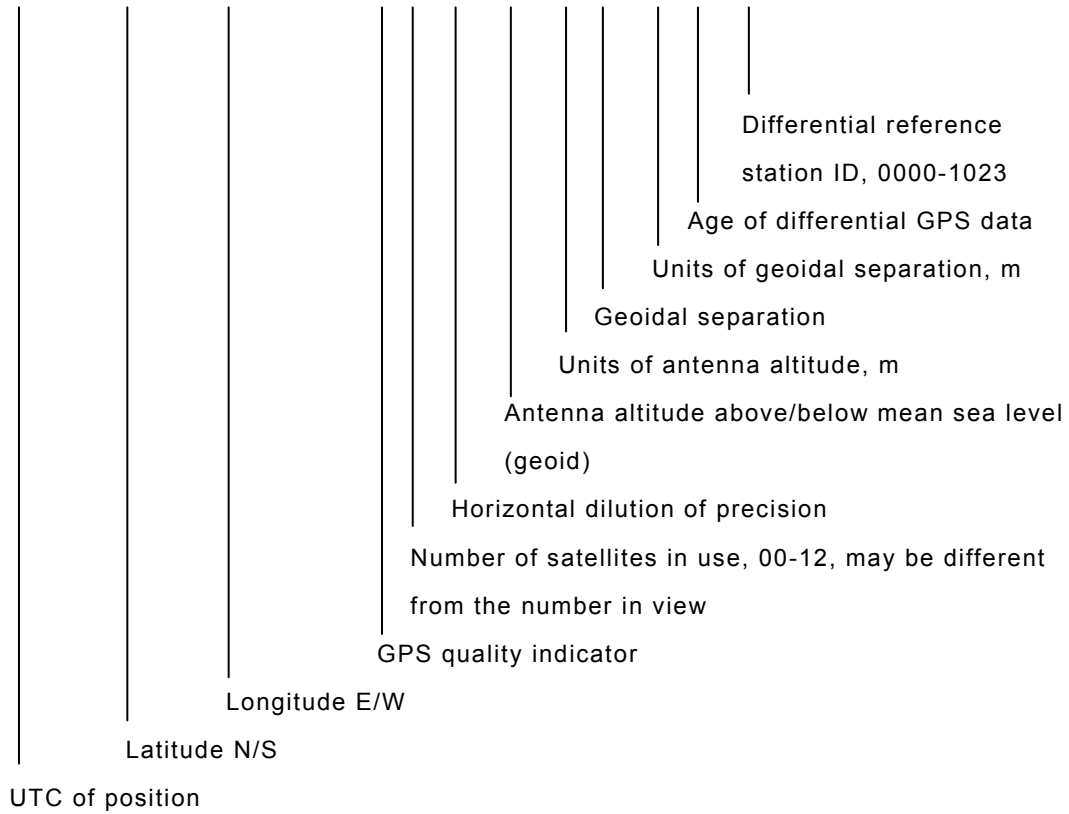 Differential reference
station ID, 0000-1023
Age of differential GPS data
Units of geoidal separation, m
Geoidal separation
Units of antenna altitude, m
Antenna altitude above/below mean sea level
(geoid)
Horizontal dilution of precision
Number of satellites in use, 00-12, may be different
from the number in view
GPS quality indicator
Longitude E/W
Latitude N/S
UTC of position